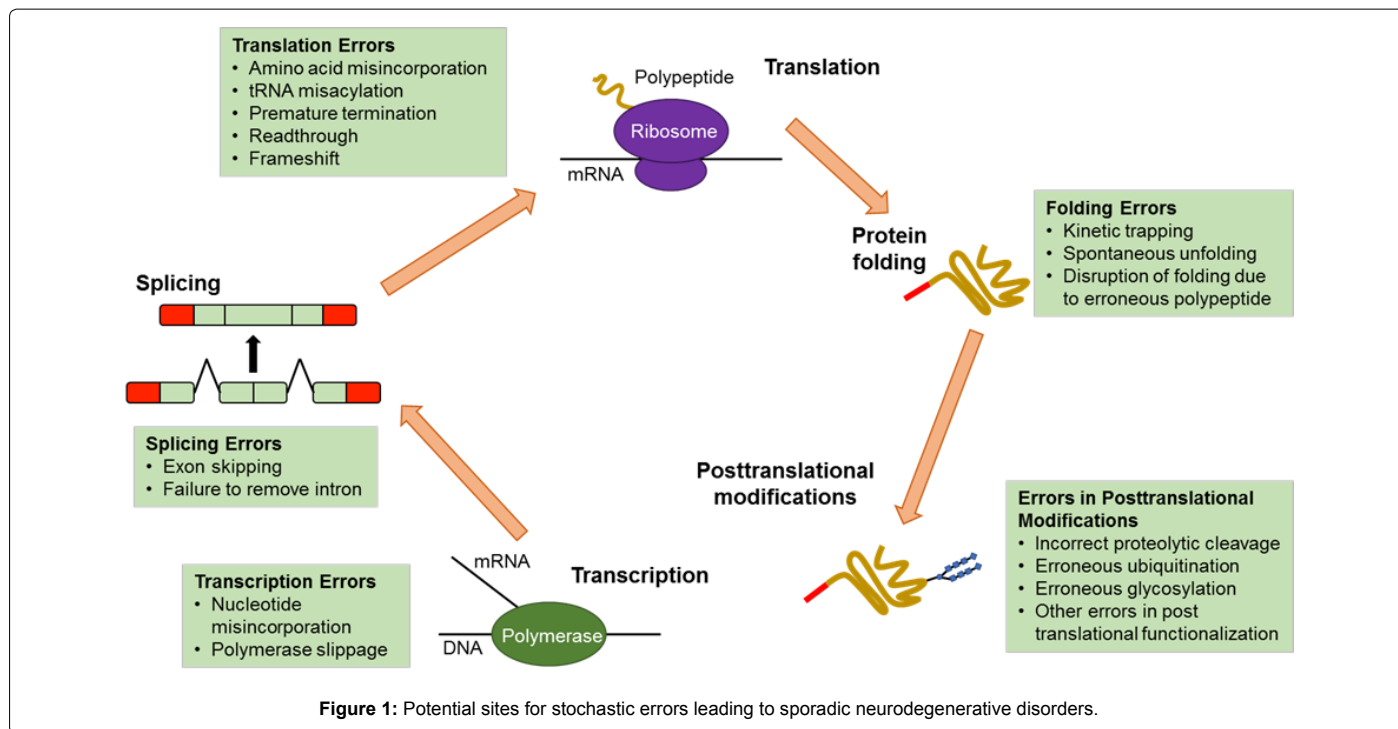 Translation Errors
• Amino acid misincorporation
• tRNA misacylation
• Premature termination
• Readthrough
• Frameshift
Polypeptide
Translation
Ribosome
mRNA
Protein
folding
Folding Errors
• Kinetic trapping
• Spontaneous unfolding
• Disruption of folding due
to erroneous polypeptide
Splicing
Splicing Errors
• Exon skipping
• Failure to remove intron
Posttranslational
modifications
Errors in Posttranslational
Modifications
• Incorrect proteolytic cleavage
• Erroneous ubiquitination
• Erroneous glycosylation
• Other errors in post
translational functionalization
mRNA
Transcription
Polymerase
DNA
Transcription Errors
• Nucleotide
misincorporation
• Polymerase slippage
Figure 1: Potential sites for stochastic errors leading to sporadic neurodegenerative disorders.